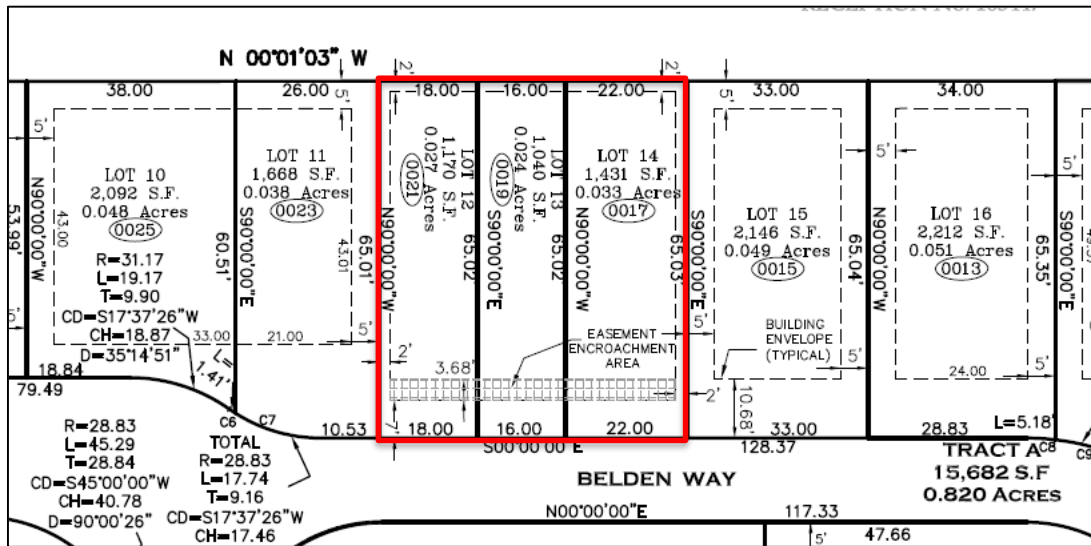 N 00°01'03" W
38.00
26.00
18.00
16.00
22.00
33.00
34.00
2'
2'
5'
5'
5'
5'
5'
LOT 10
2,092 S.F.
0.048 Acres
0025
R=31.17
L=19.17
T=9.90
CD=S17°37'26"W
CH=18.87
D=35°14'51"
N90°00'00"W
53.99'
43.00
33.00
5'
18.84
79.49
60.51'
S90°00'00"E
LOT 11
1,668 S.F.
0.038 Acres
0023
43.01
21.00
5'
65.01'
L=
1.41'
C6
C7
10.53
N90°00'00"W
LOT 12
1,170 S.F.
0.027 Acres
0021
65.02'
2'
3.68'
7'
S90°00'00"E
LOT 13
1,040 S.F.
0.024 Acres
0019
65.02'
N90°00'00"W
LOT 14
1,431 S.F.
0.033 Acres
0017
65.03'
EASEMENT
ENCROACHMENT
AREA
2'
18.00
16.00
22.00
S00°00'00"E
S90°00'00"E
LOT 15
2,146 S.F.
0.049 Acres
0015
65.04'
5'
BUILDING
ENVELOPE
(TYPICAL)
5'
10.68'
33.00
128.37
N90°00'00"W
LOT 16
2,212 S.F.
0.051 Acres
0013
65.35'
24.00
5'
S90°00'00"E
28.83
L=5.18'
C8
C9
TRACT A
15,682 S.F
0.820 ACRES
BELDEN WAY
R=28.83
L=45.29
T=28.84
CD=S45°00'00"W
CH=40.78
D=90°00'26"
TOTAL
R=28.83
L=17.74
T=9.16
CD=S17°37'26"W
CH=17.46
N00°00'00"E
117.33
5'
47.66